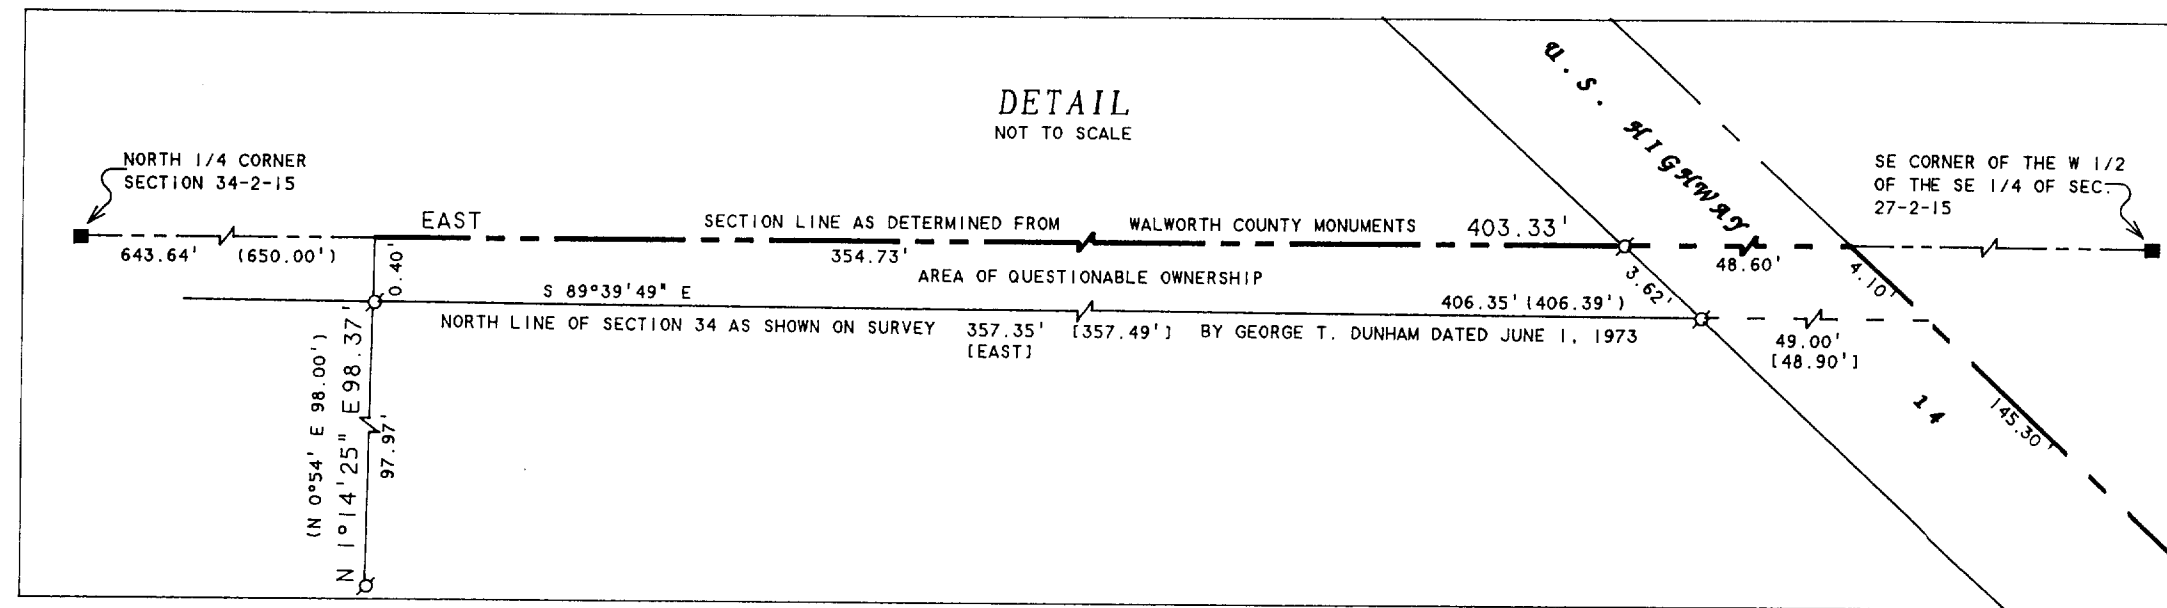 DETAIL
NOT TO SCALE
U.S. HIGHWAY
NORTH 1/4 CORNER
SECTION 34-2-15
SE CORNER OF THE W 1/2
OF THE SE 1/4 OF SEC.
27-2-15
EAST
SECTION LINE AS DETERMINED FROM WALWORTH COUNTY MONUMENTS 403.33'
643.64' (650.00')
0.40'
354.73'
48.60'
4.10'
AREA OF QUESTIONABLE OWNERSHIP
3.62'
S 89°39'49" E
406.35' (406.39')
NORTH LINE OF SECTION 34 AS SHOWN ON SURVEY 357.35' [357.49'] BY GEORGE T. DUNHAM DATED JUNE 1, 1973
[EAST]
49.00'
[48.90']
14
145.30'
(N 0°54' E 98.00')
N 1°14'25" E 98.37'
97.97'